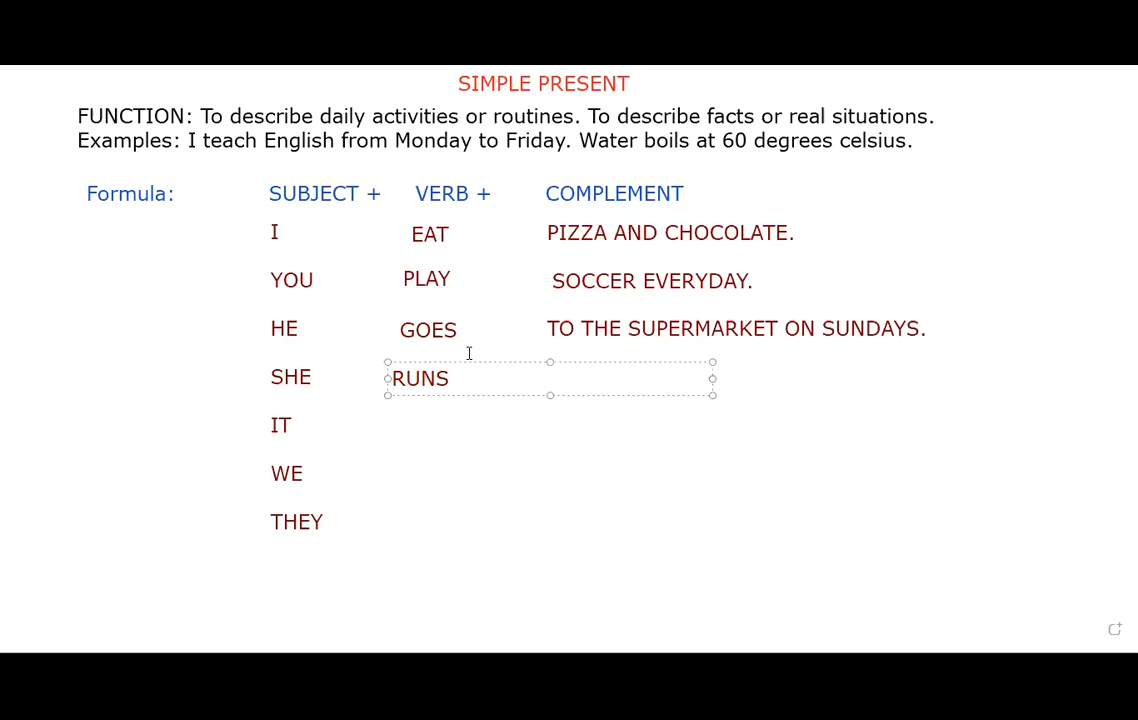 SIMPLE PRESENT
FUNCTION: To describe daily activities or routines. To describe facts or real situations.
Examples: I teach English from Monday to Friday. Water boils at 60 degrees celsius.
Formula: SUBJECT + VERB + COMPLEMENT
I EAT PIZZA AND CHOCOLATE.
YOU PLAY SOCCER EVERYDAY.
HE GOES TO THE SUPERMARKET ON SUNDAYS.
SHE RUNS
IT
WE
THEY